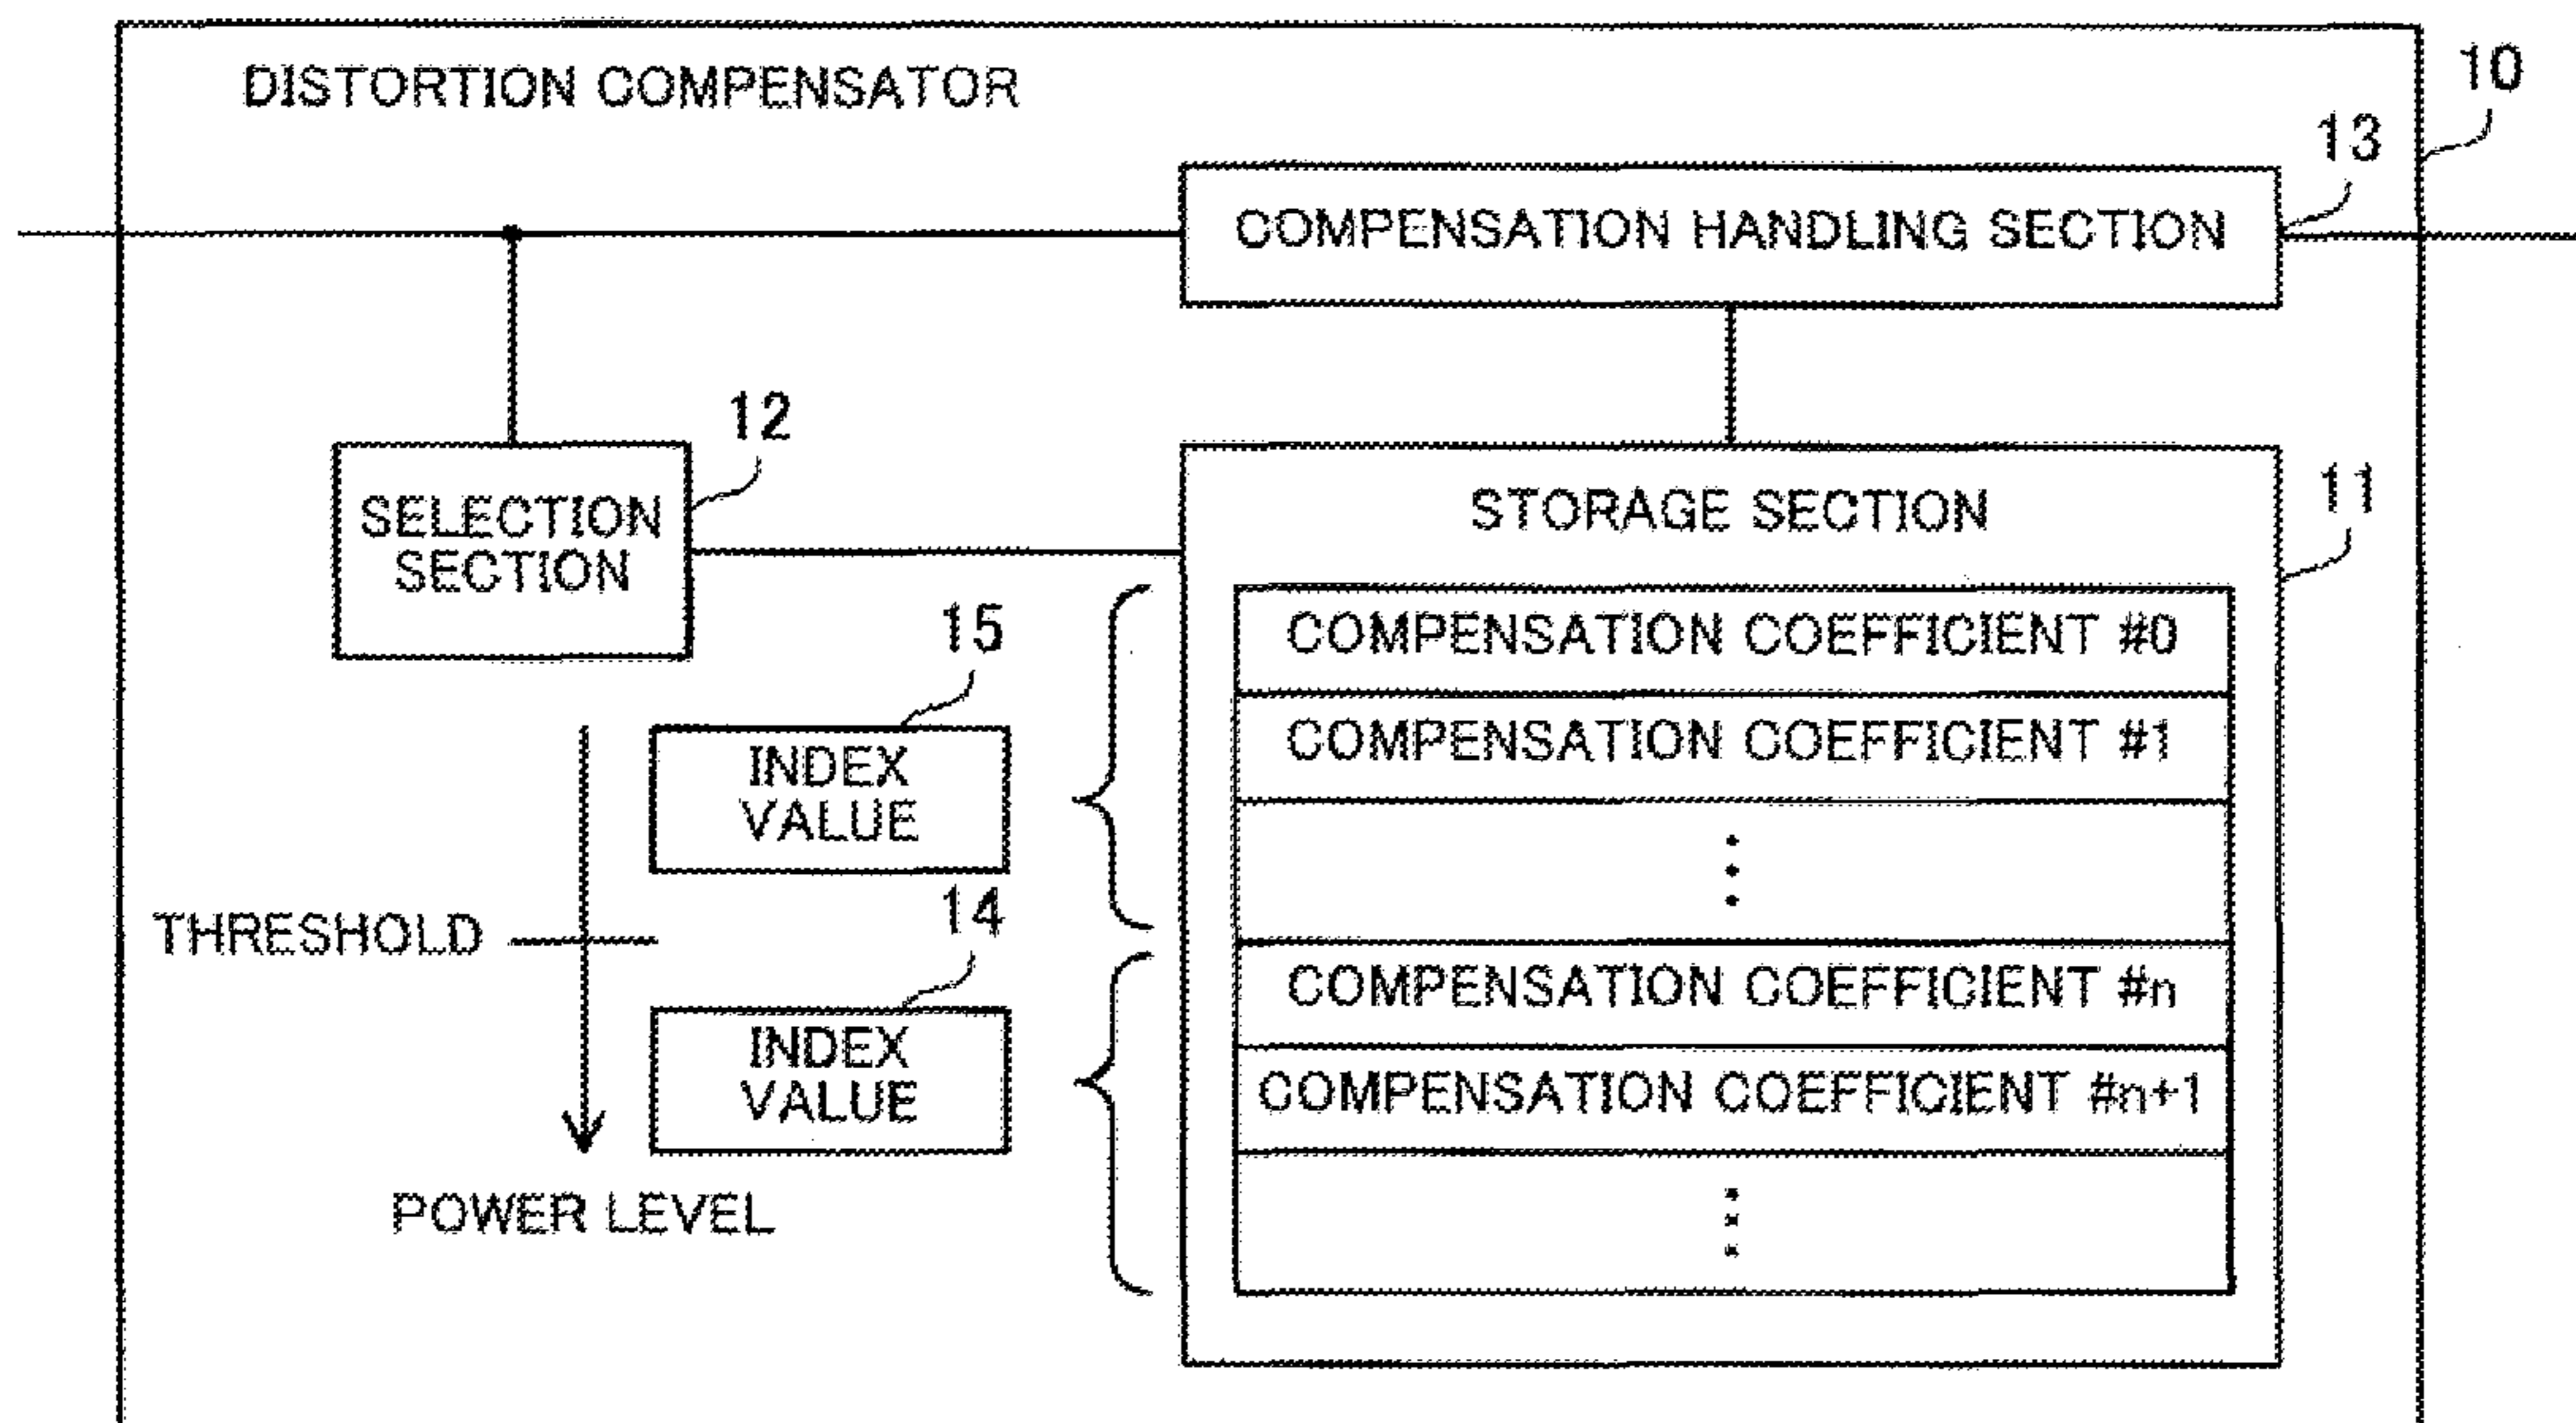 DISTORTION COMPENSATOR
10
13
COMPENSATION HANDLING SECTION
12
SELECTION
SECTION
11
STORAGE SECTION
15
INDEX
VALUE
COMPENSATION COEFFICIENT #0
COMPENSATION COEFFICIENT #1
THRESHOLD
14
INDEX
VALUE
COMPENSATION COEFFICIENT #n
COMPENSATION COEFFICIENT #n+1
POWER LEVEL